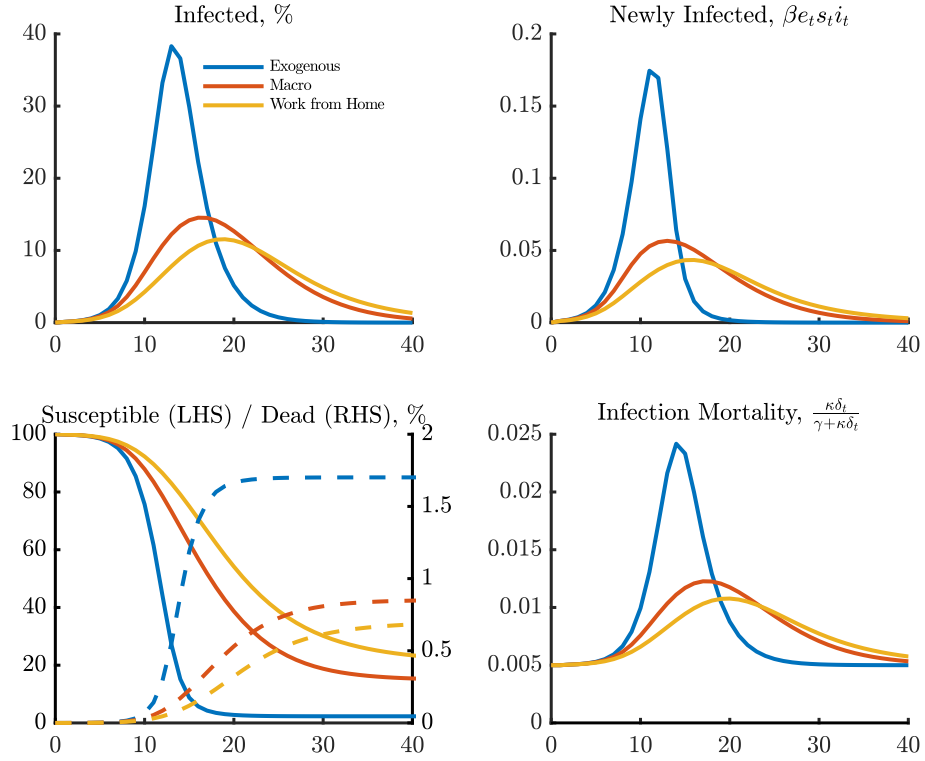 Infected, %
40
30
20
10
0
0 10 20 30 40
Exogenous
Macro
Work from Home
Newly Infected, βeₜsₜiₜ
0.2
0.15
0.1
0.05
0
0 10 20 30 40
Susceptible (LHS) / Dead (RHS), %
100
80
60
40
20
0
2
1.5
1
0.5
0
0 10 20 30 40
Infection Mortality, κδₜ/(γ+κδₜ)
0.025
0.02
0.015
0.01
0.005
0
0 10 20 30 40